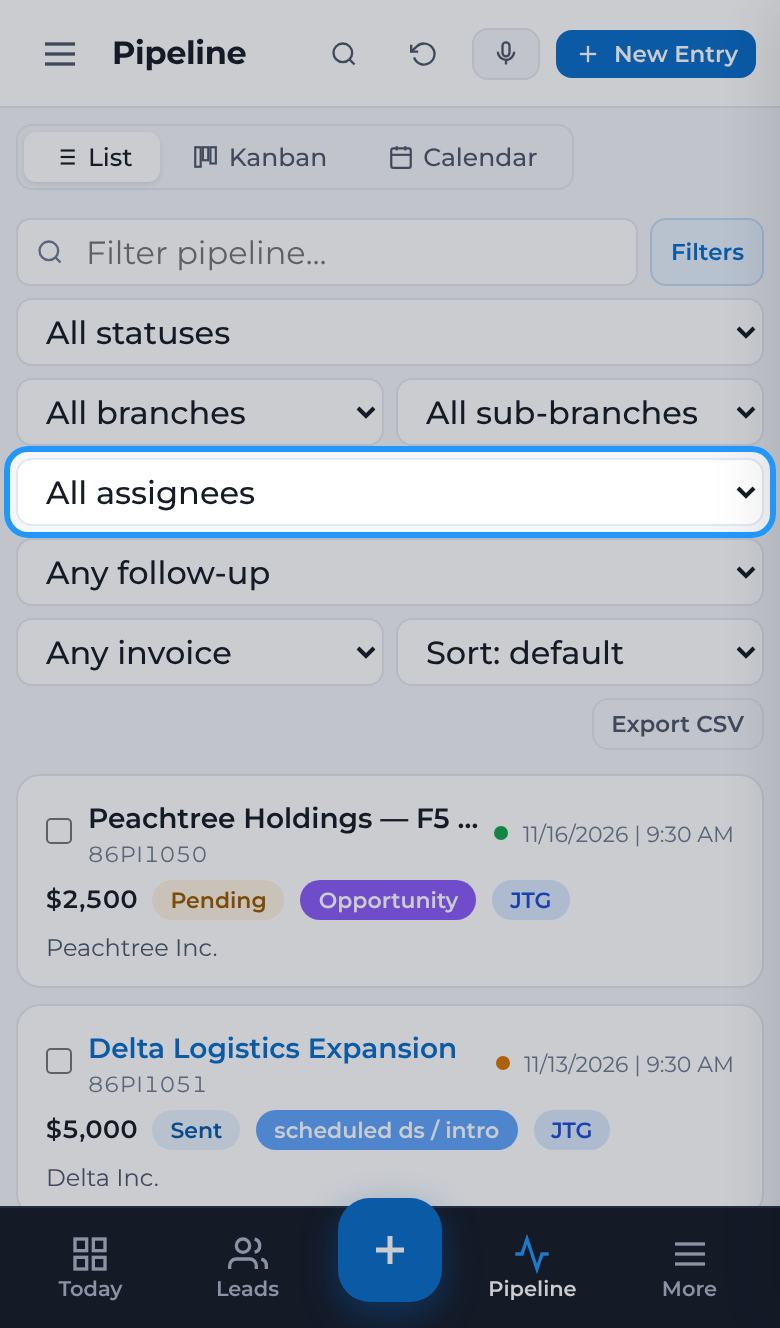 Pipeline
New Entry
List
Kanban
Calendar
Filter pipeline...
Filters
All statuses
All branches
All sub-branches
All assignees
Any follow-up
Any invoice
Sort: default
Export CSV
Peachtree Holdings — F5 ...
11/16/2026 | 9:30 AM
86PI1050
$2,500 Pending Opportunity JTG
Peachtree Inc.
Delta Logistics Expansion
11/13/2026 | 9:30 AM
86PI1051
$5,000 Sent scheduled ds / intro JTG
Delta Inc.
Today
Leads
Pipeline
More